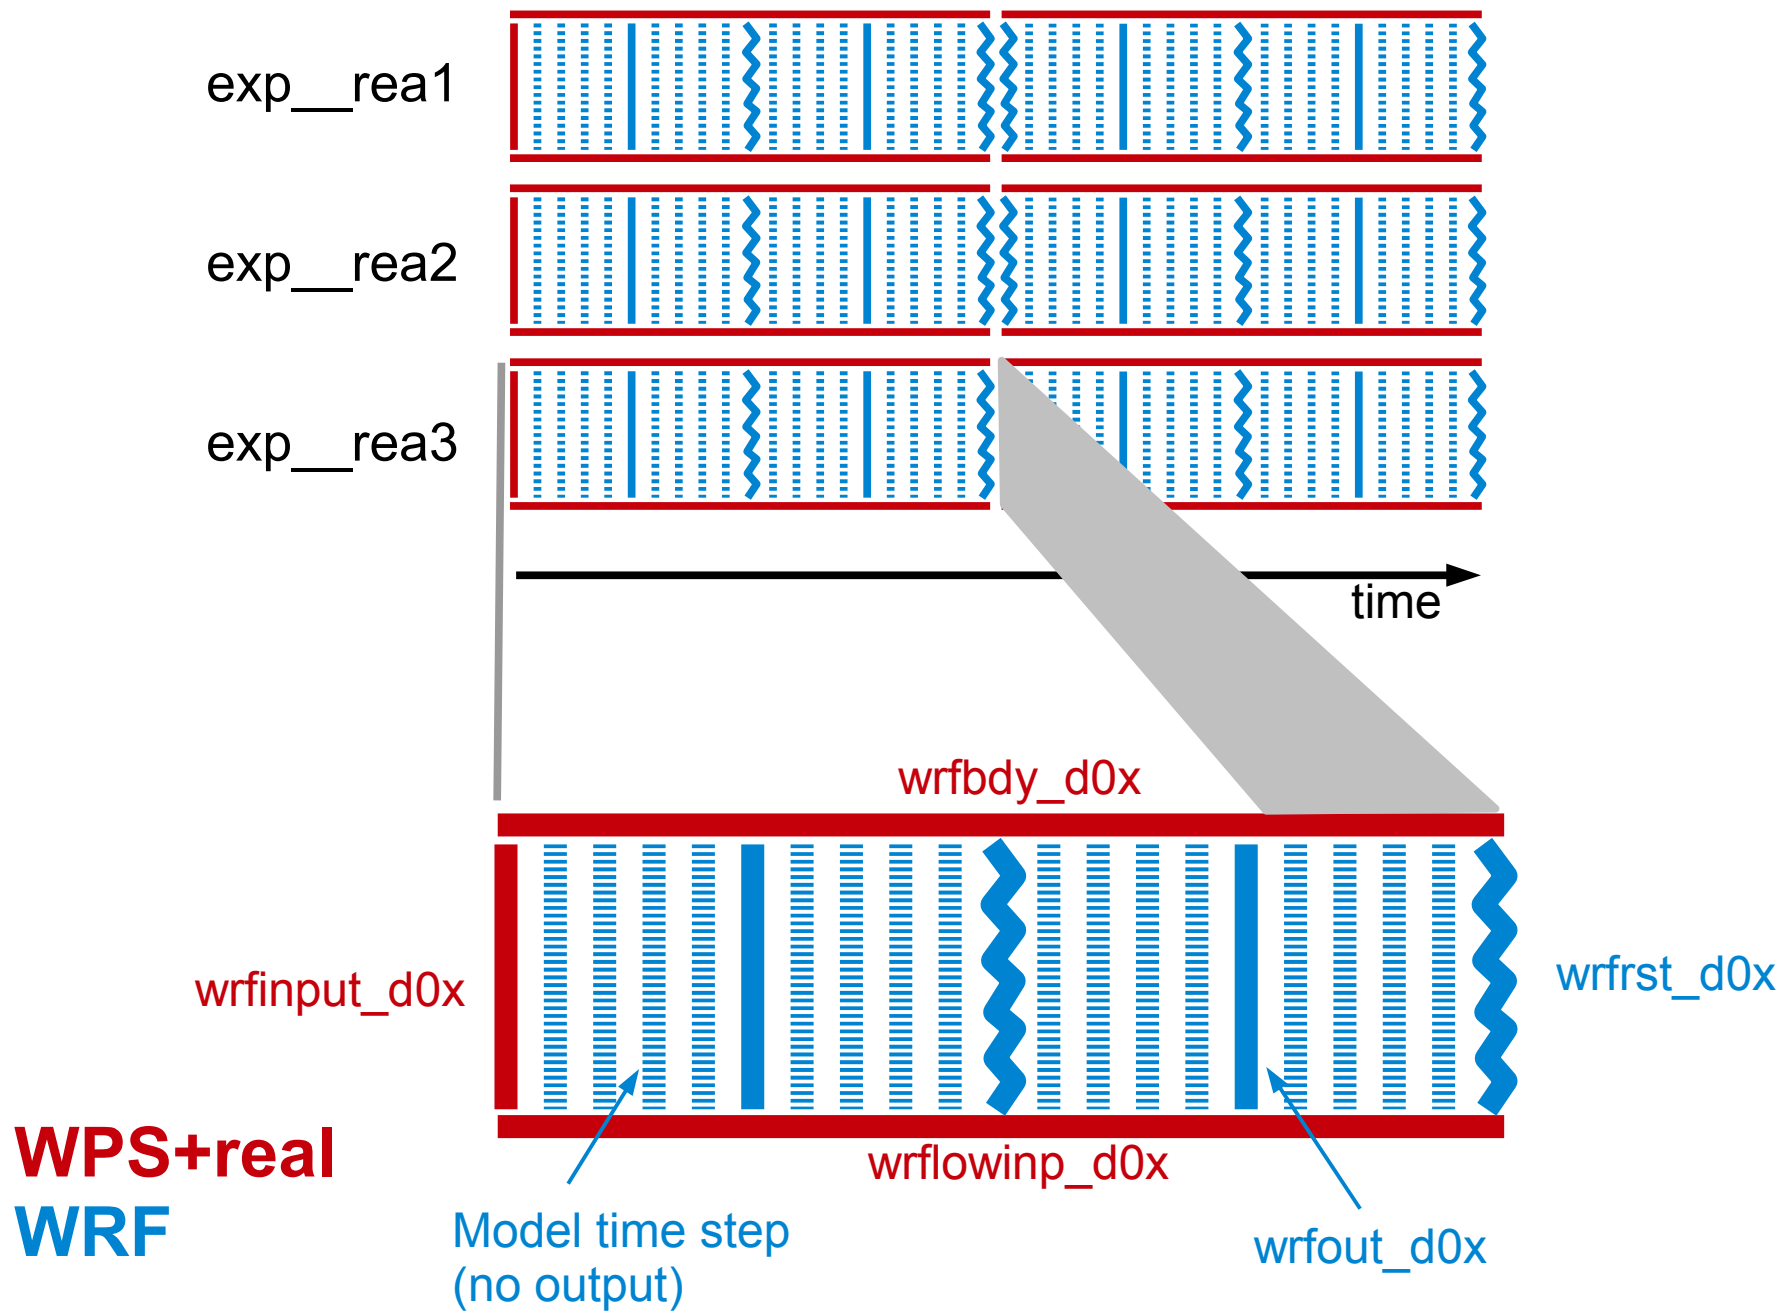 exp__rea1
exp__rea2
exp__rea3
time
wrfbdy_d0x
wrfinput_d0x
wrfrst_d0x
WPS+real
WRF
wrflowinp_d0x
Model time step
(no output)
wrfout_d0x